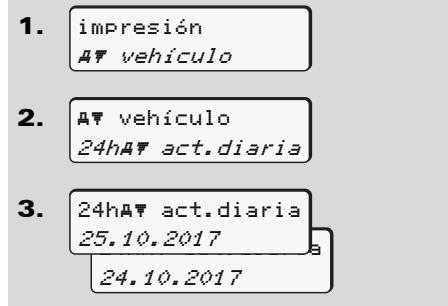 1. impresión
vehículo
2. vehículo
24h act.diaria
3. 24h act.diaria
25.10.2017
24.10.2017